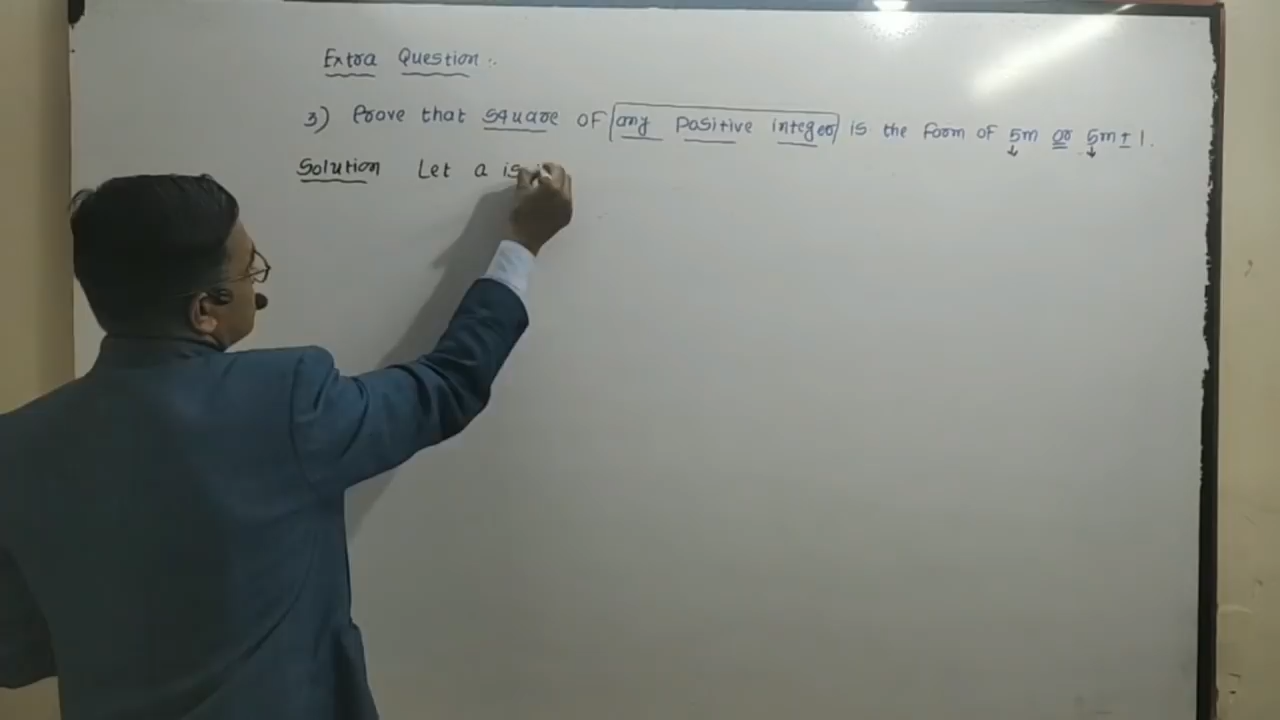 Extra Question :-
3) Prove that square of any positive integer is the form of 5m or 5m ± 1.
Solution Let a is